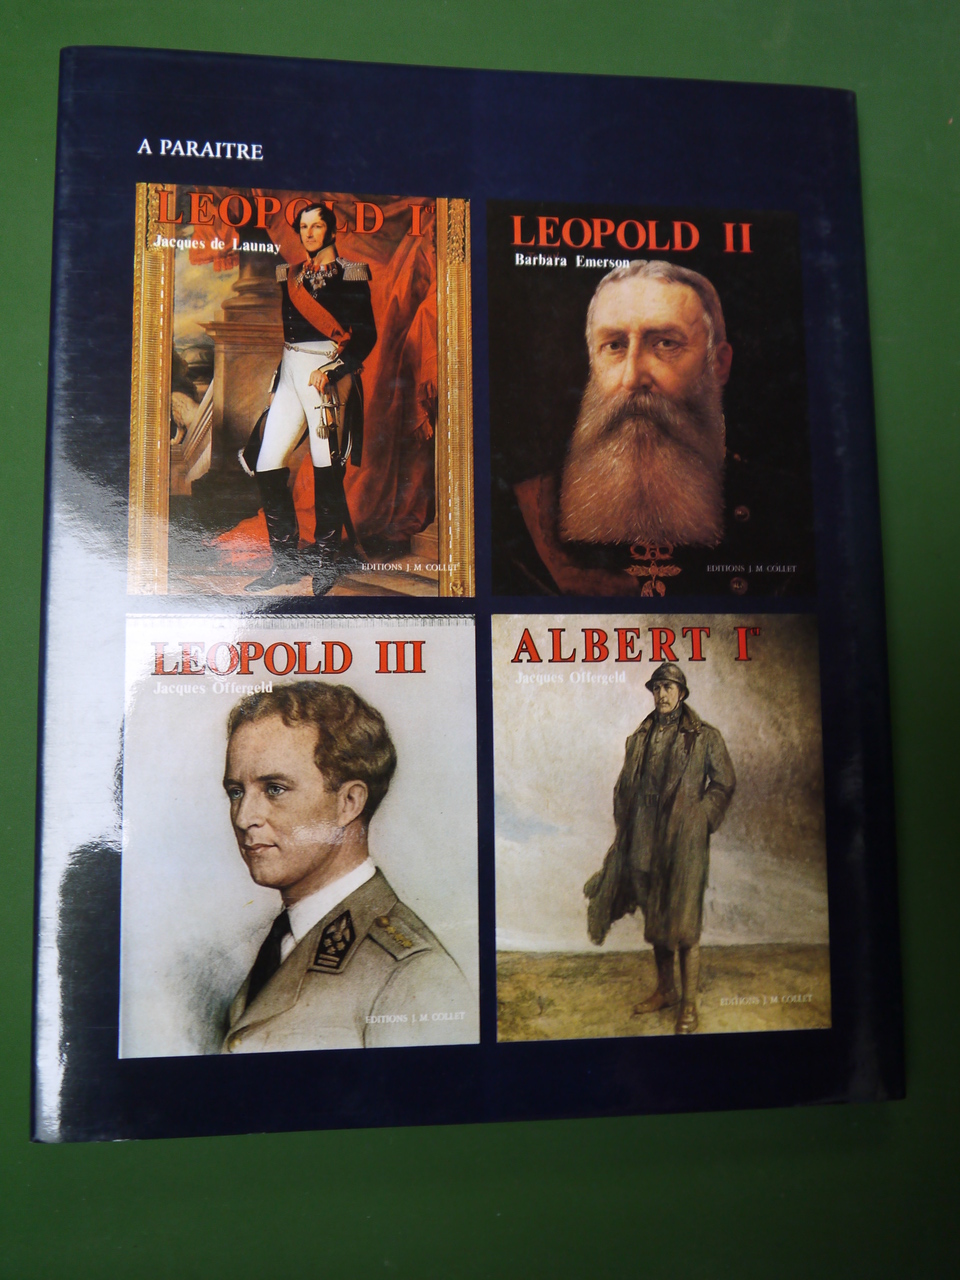 A PARAITRE
LEOPOLD Iᵉʳ
Jacques de Launay
EDITIONS J M COLLET
LEOPOLD II
Barbara Emerson
EDITIONS J. M. COLLET
LEOPOLD III
Jacques Offergeld
EDITIONS J. M. COLLET
ALBERT Iᵉʳ
Jacques Offergeld
EDITIONS J. M. COLLET